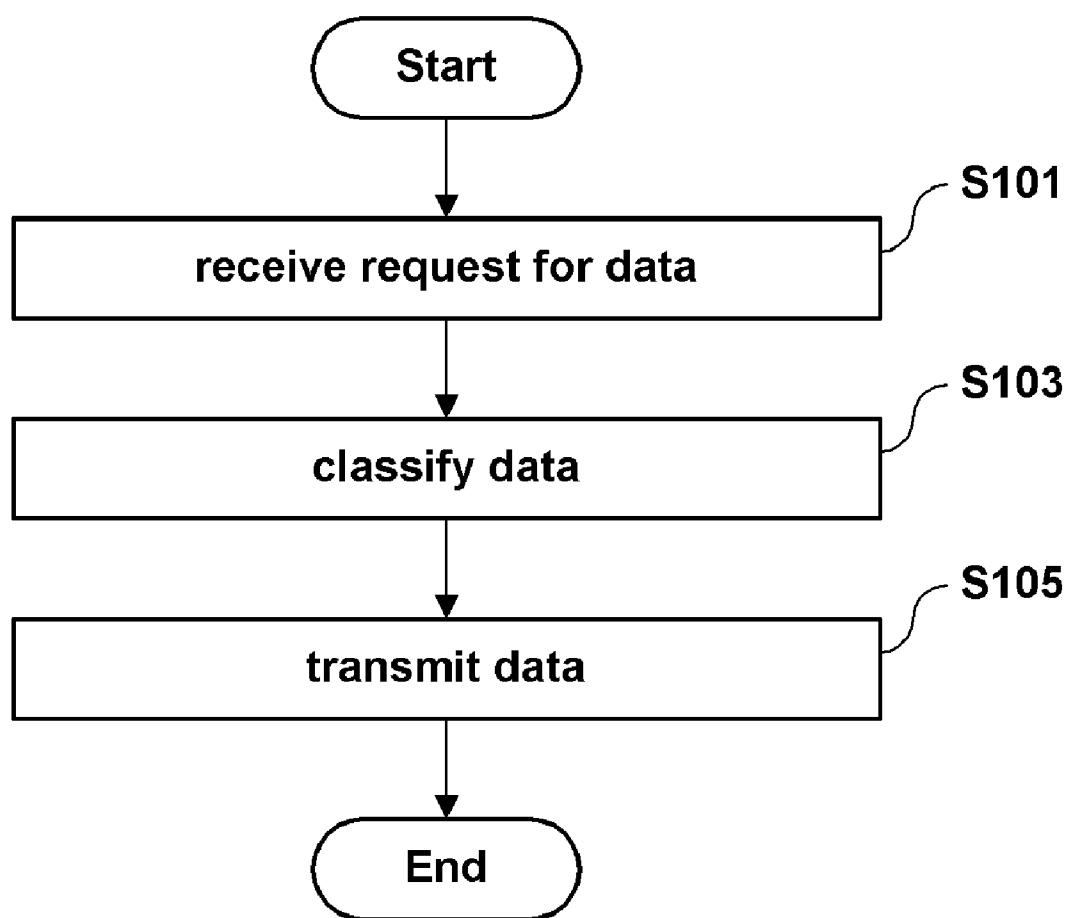 Start
S101
receive request for data
S103
classify data
S105
transmit data
End